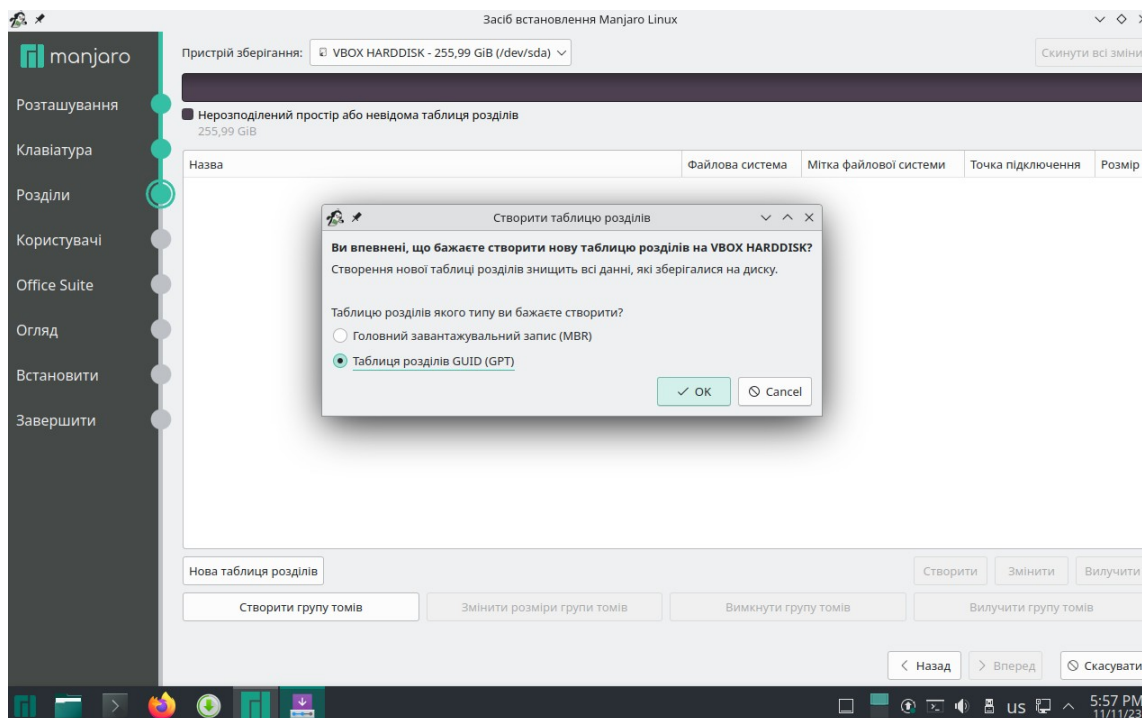 Засіб встановлення Manjaro Linux
manjaro
Розташування
Клавіатура
Розділи
Користувачі
Office Suite
Огляд
Встановити
Завершити
Пристрій зберігання: VBOX HARDDISK - 255,99 GiB (/dev/sda) Скинути всі зміни
Нерозподілений простір або невідома таблиця розділів
255,99 GiB
Назва Файлова система Мітка файлової системи Точка підключення Розмір
Створити таблицю розділів
Ви впевнені, що бажаєте створити нову таблицю розділів на VBOX HARDDISK?
Створення нової таблиці розділів знищить всі данні, які зберігалися на диску.
Таблицю розділів якого типу ви бажаєте створити?
Головний завантажувальний запис (MBR)
Таблиця розділів GUID (GPT)
OK Cancel
Нова таблиця розділів Створити Змінити Вилучити
Створити групу томів Змінити розміри групи томів Вимкнути групу томів Вилучити групу томів
Назад Вперед Скасувати
us 5:57 PM
11/11/23